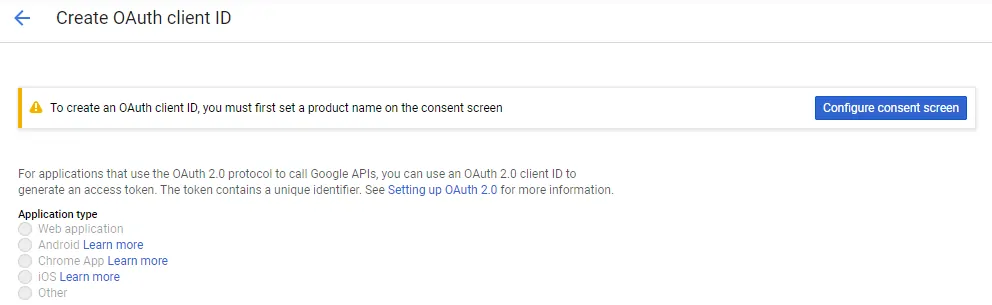 Create OAuth client ID
To create an OAuth client ID, you must first set a product name on the consent screen
Configure consent screen
For applications that use the OAuth 2.0 protocol to call Google APIs, you can use an OAuth 2.0 client ID to
generate an access token. The token contains a unique identifier. See Setting up OAuth 2.0 for more information.
Application type
Web application
Android Learn more
Chrome App Learn more
iOS Learn more
Other